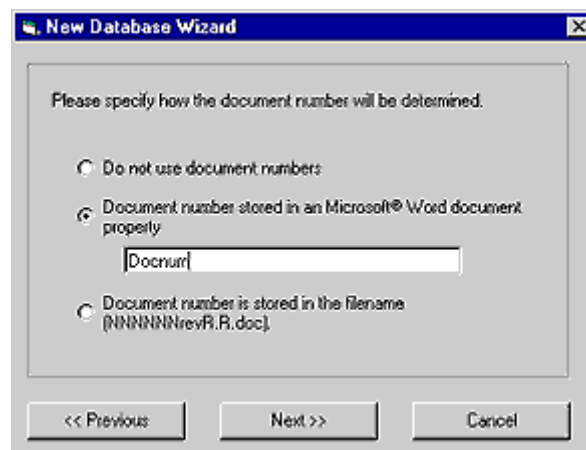 New Database Wizard
Please specify how the document number will be determined.
Do not use document numbers
Document number stored in an Microsoft® Word document
property
Docnum
Document number is stored in the filename
(NNNNNNrevR.R.doc).
<< Previous
Next >>
Cancel